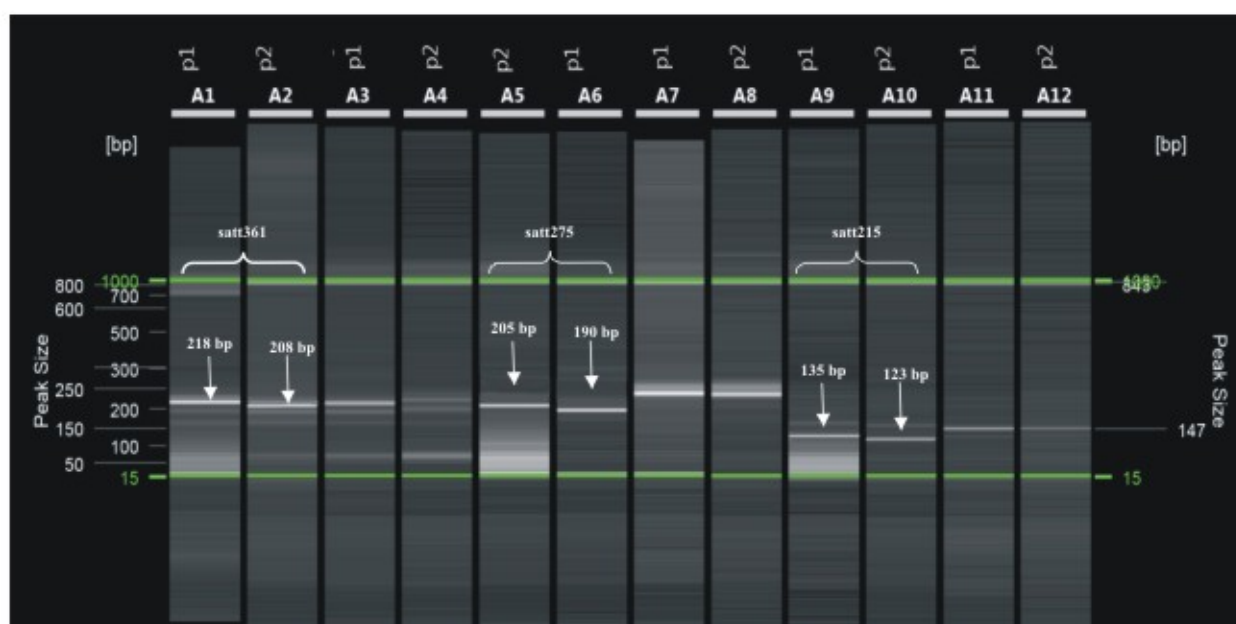 p1 p2 p1 p2 p2 p1 p1 p2 p1 p2 p1 p2
A1 A2 A3 A4 A5 A6 A7 A8 A9 A10 A11 A12
[bp] [bp]
satt361 satt275 satt215
1000
800 843
700
600
500
218 bp 208 bp 205 bp 190 bp 135 bp 123 bp
300
250
200
150 147
100
50
15 15
Peak Size Peak Size